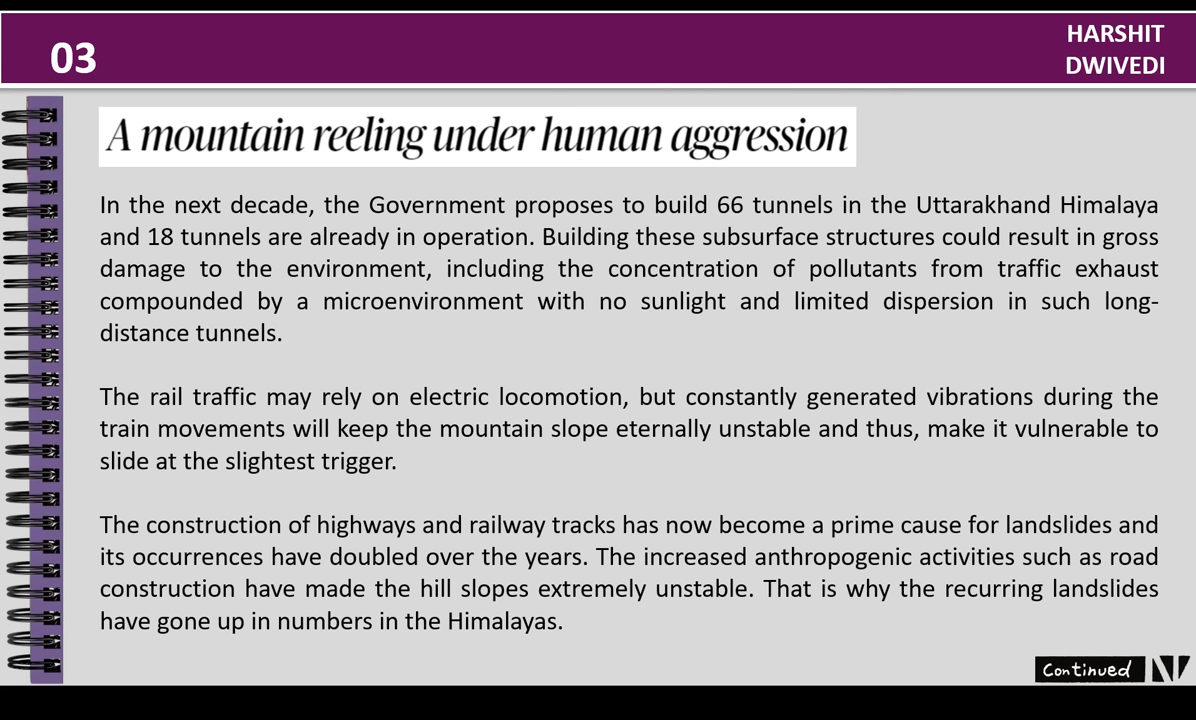 03
HARSHIT
DWIVEDI
A mountain reeling under human aggression
In the next decade, the Government proposes to build 66 tunnels in the Uttarakhand Himalaya
and 18 tunnels are already in operation. Building these subsurface structures could result in gross
damage to the environment, including the concentration of pollutants from traffic exhaust
compounded by a microenvironment with no sunlight and limited dispersion in such long-
distance tunnels.
The rail traffic may rely on electric locomotion, but constantly generated vibrations during the
train movements will keep the mountain slope eternally unstable and thus, make it vulnerable to
slide at the slightest trigger.
The construction of highways and railway tracks has now become a prime cause for landslides and
its occurrences have doubled over the years. The increased anthropogenic activities such as road
construction have made the hill slopes extremely unstable. That is why the recurring landslides
have gone up in numbers in the Himalayas.
Continued